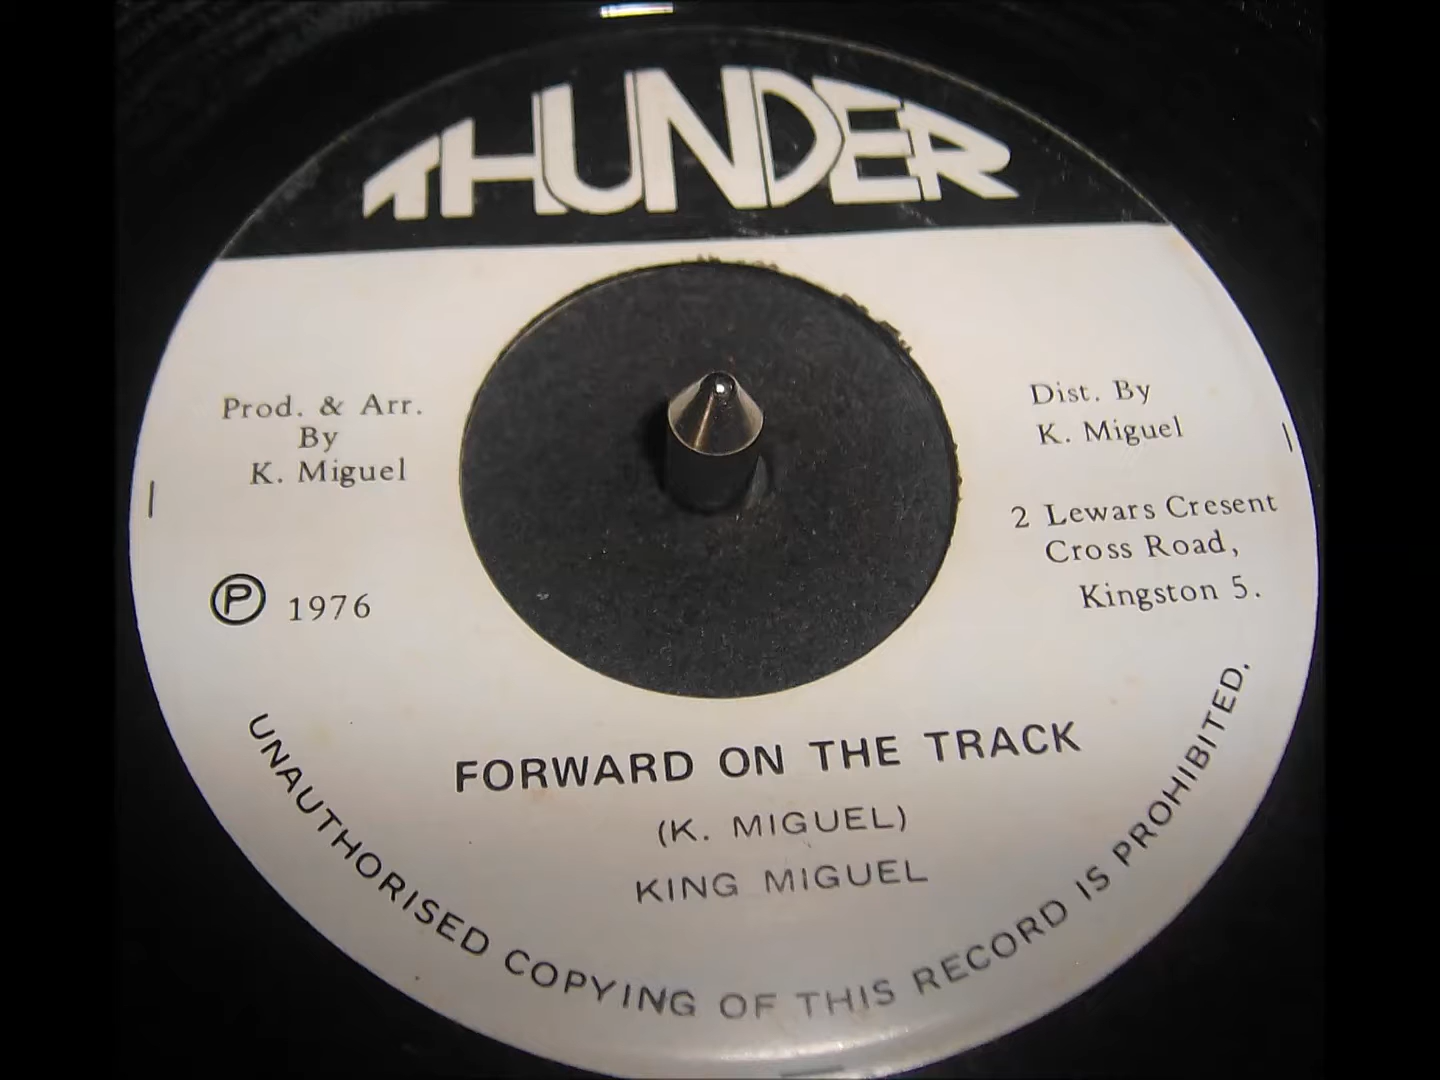 THUNDER
Prod. & Arr.
By
K. Miguel
Ⓟ 1976
Dist. By
K. Miguel
2 Lewars Cresent
Cross Road,
Kingston 5.
FORWARD ON THE TRACK
(K. MIGUEL)
KING MIGUEL
UNAUTHORISED COPYING OF THIS RECORD IS PROHIBITED.